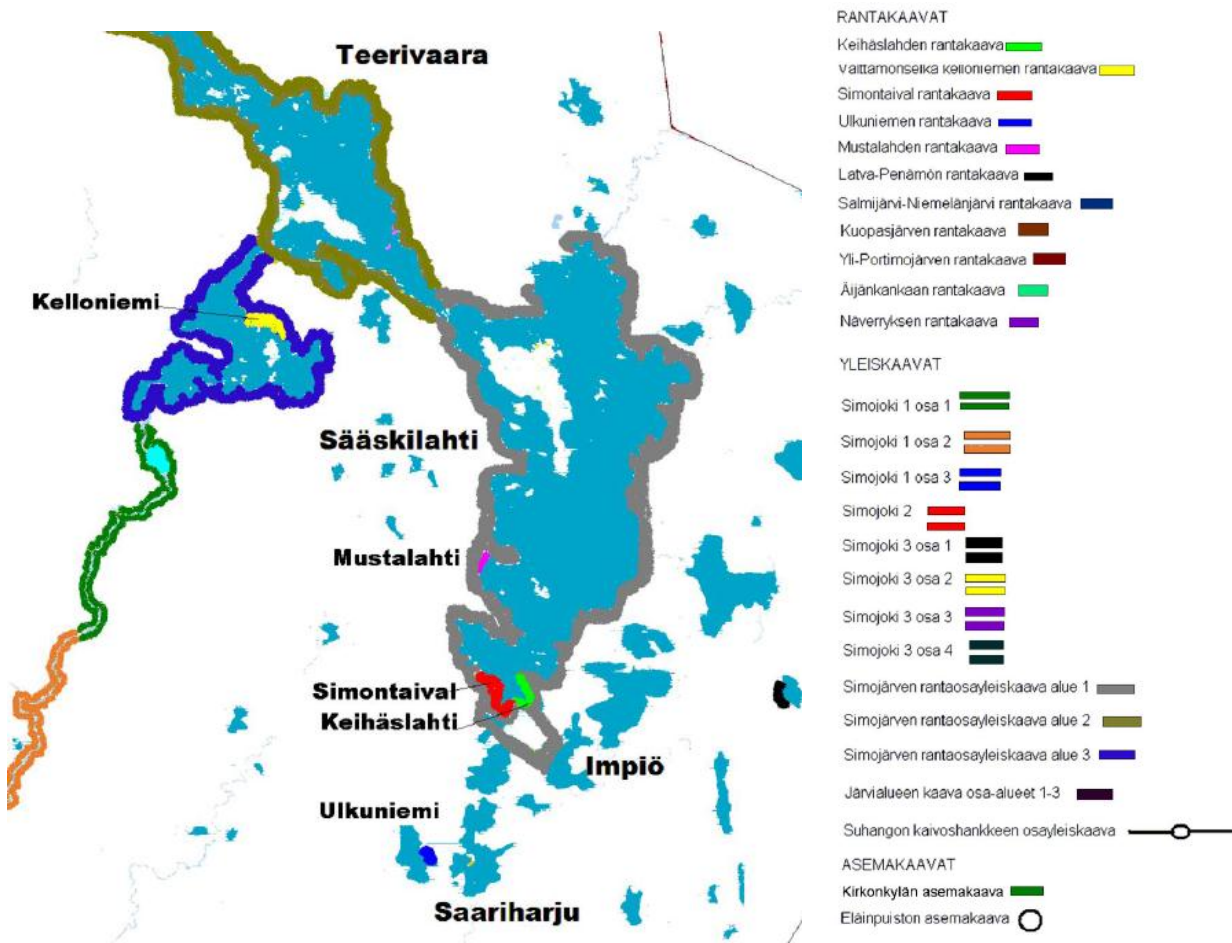 Teerivaara
Kelloniemi
Sääskilahti
Mustalahti
Simontaival
Keihäslahti
Impiö
Ulkuniemi
Saariharju
RANTAKAAVAT
Keihäslahden rantakaava
Valttamonselkä kelloniemen rantakaava
Simontaival rantakaava
Ulkuniemen rantakaava
Mustalahden rantakaava
Latva-Penämön rantakaava
Salmijärvi-Niemelänjärvi rantakaava
Kuopasjärven rantakaava
Yli-Portimojärven rantakaava
Äijänkankaan rantakaava
Näverryksen rantakaava
YLEISKAAVAT
Simojoki 1 osa 1
Simojoki 1 osa 2
Simojoki 1 osa 3
Simojoki 2
Simojoki 3 osa 1
Simojoki 3 osa 2
Simojoki 3 osa 3
Simojoki 3 osa 4
Simojärven rantaosayleiskaava alue 1
Simojärven rantaosayleiskaava alue 2
Simojärven rantaosayleiskaava alue 3
Järvialueen kaava osa-alueet 1-3
Suhangon kaivoshankkeen osayleiskaava
ASEMAKAAVAT
Kirkonkylän asemakaava
Eläinpuiston asemakaava